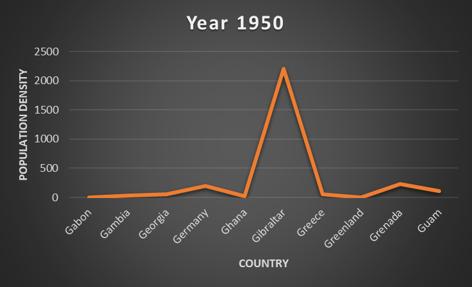 Year 1950
POPULATION DENSITY
2500
2000
1500
1000
500
0
Gabon
Gambia
Georgia
Germany
Ghana
Gibraltar
Greece
Greenland
Grenada
Guam
COUNTRY